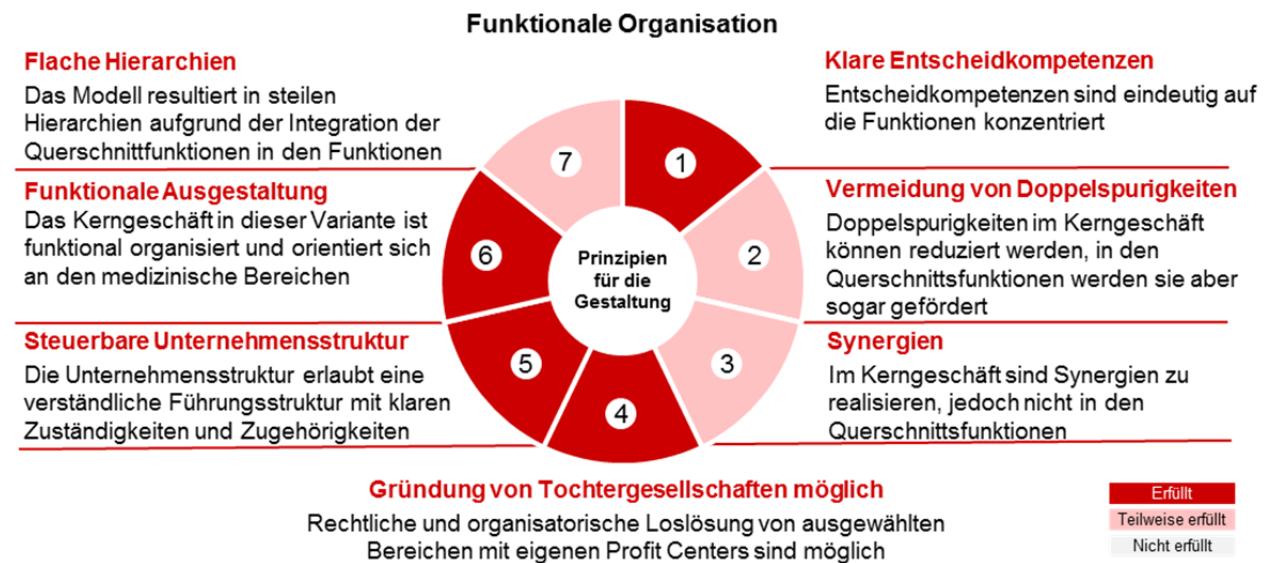 Funktionale Organisation
Flache Hierarchien
Das Modell resultiert in steilen
Hierarchien aufgrund der Integration der
Querschnittfunktionen in den Funktionen
Funktionale Ausgestaltung
Das Kerngeschäft in dieser Variante ist
funktional organisiert und orientiert sich
an den medizinische Bereichen
Steuerbare Unternehmensstruktur
Die Unternehmensstruktur erlaubt eine
verständliche Führungsstruktur mit klaren
Zuständigkeiten und Zugehörigkeiten
7
1
6
2
5
3
4
Prinzipien
für die
Gestaltung
Klare Entscheidkompetenzen
Entscheidkompetenzen sind eindeutig auf
die Funktionen konzentriert
Vermeidung von Doppelspurigkeiten
Doppelspurigkeiten im Kerngeschäft
können reduziert werden, in den
Querschnittsfunktionen werden sie aber
sogar gefördert
Synergien
Im Kerngeschäft sind Synergien zu
realisieren, jedoch nicht in den
Querschnittsfunktionen
Gründung von Tochtergesellschaften möglich
Rechtliche und organisatorische Loslösung von ausgewählten
Bereichen mit eigenen Profit Centers sind möglich
Erfüllt
Teilweise erfüllt
Nicht erfüllt